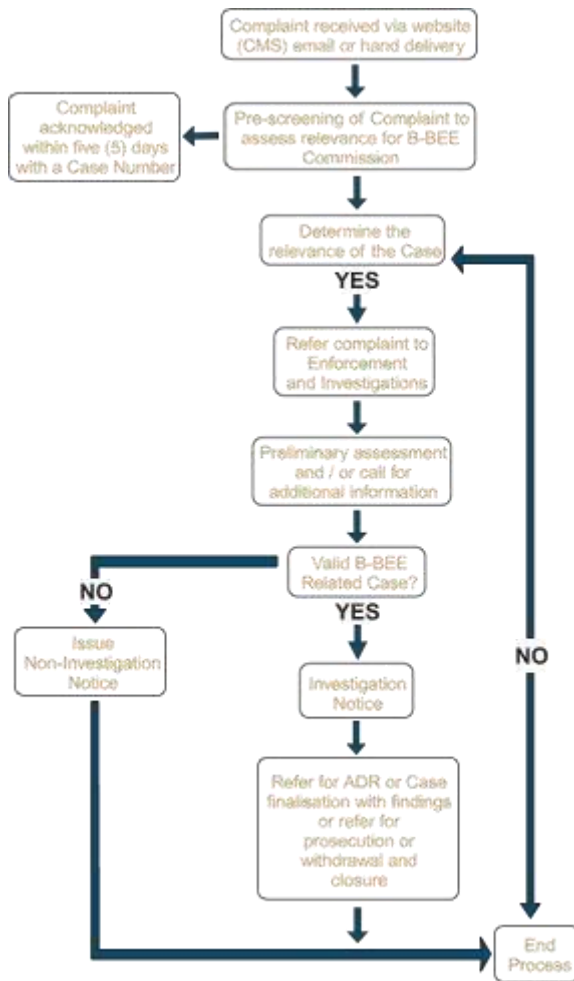 Complaint received via website
(CMS) email or hand delivery
Complaint
acknowledged
within five (5) days
with a Case Number
Pre-screening of Complaint to
assess relevance for B-BEE
Commission
Determine the
relevance of the Case
YES
Refer complaint to
Enforcement
and Investigations
Preliminary assessment
and / or call for
additional information
Valid B-BEE
Related Case?
NO
YES
Issue
Non-Investigation
Notice
NO
Investigation
Notice
Refer for ADR or Case
finalisation with findings
or refer for
prosecution or
withdrawal and
closure
End
Process